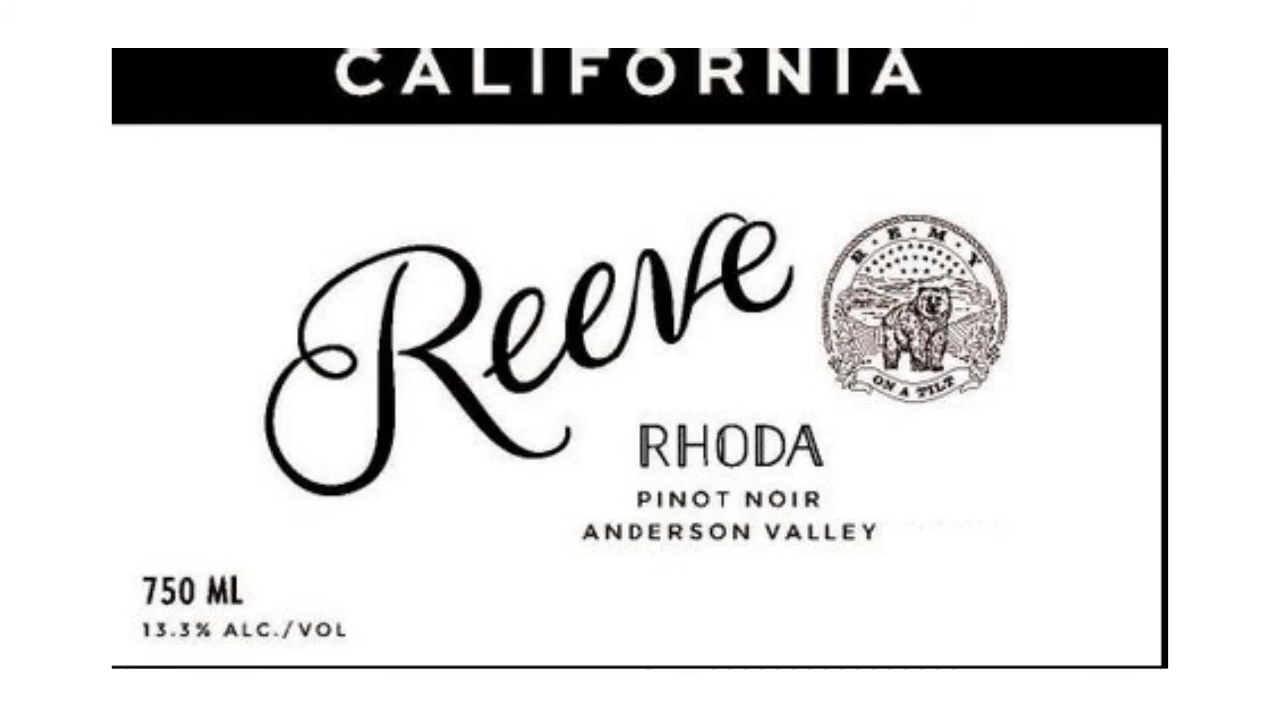 CALIFORNIA
Reeve
R · E · M · Y
ON A TILT
RHODA
PINOT NOIR
ANDERSON VALLEY
750 ML
13.3% ALC./VOL